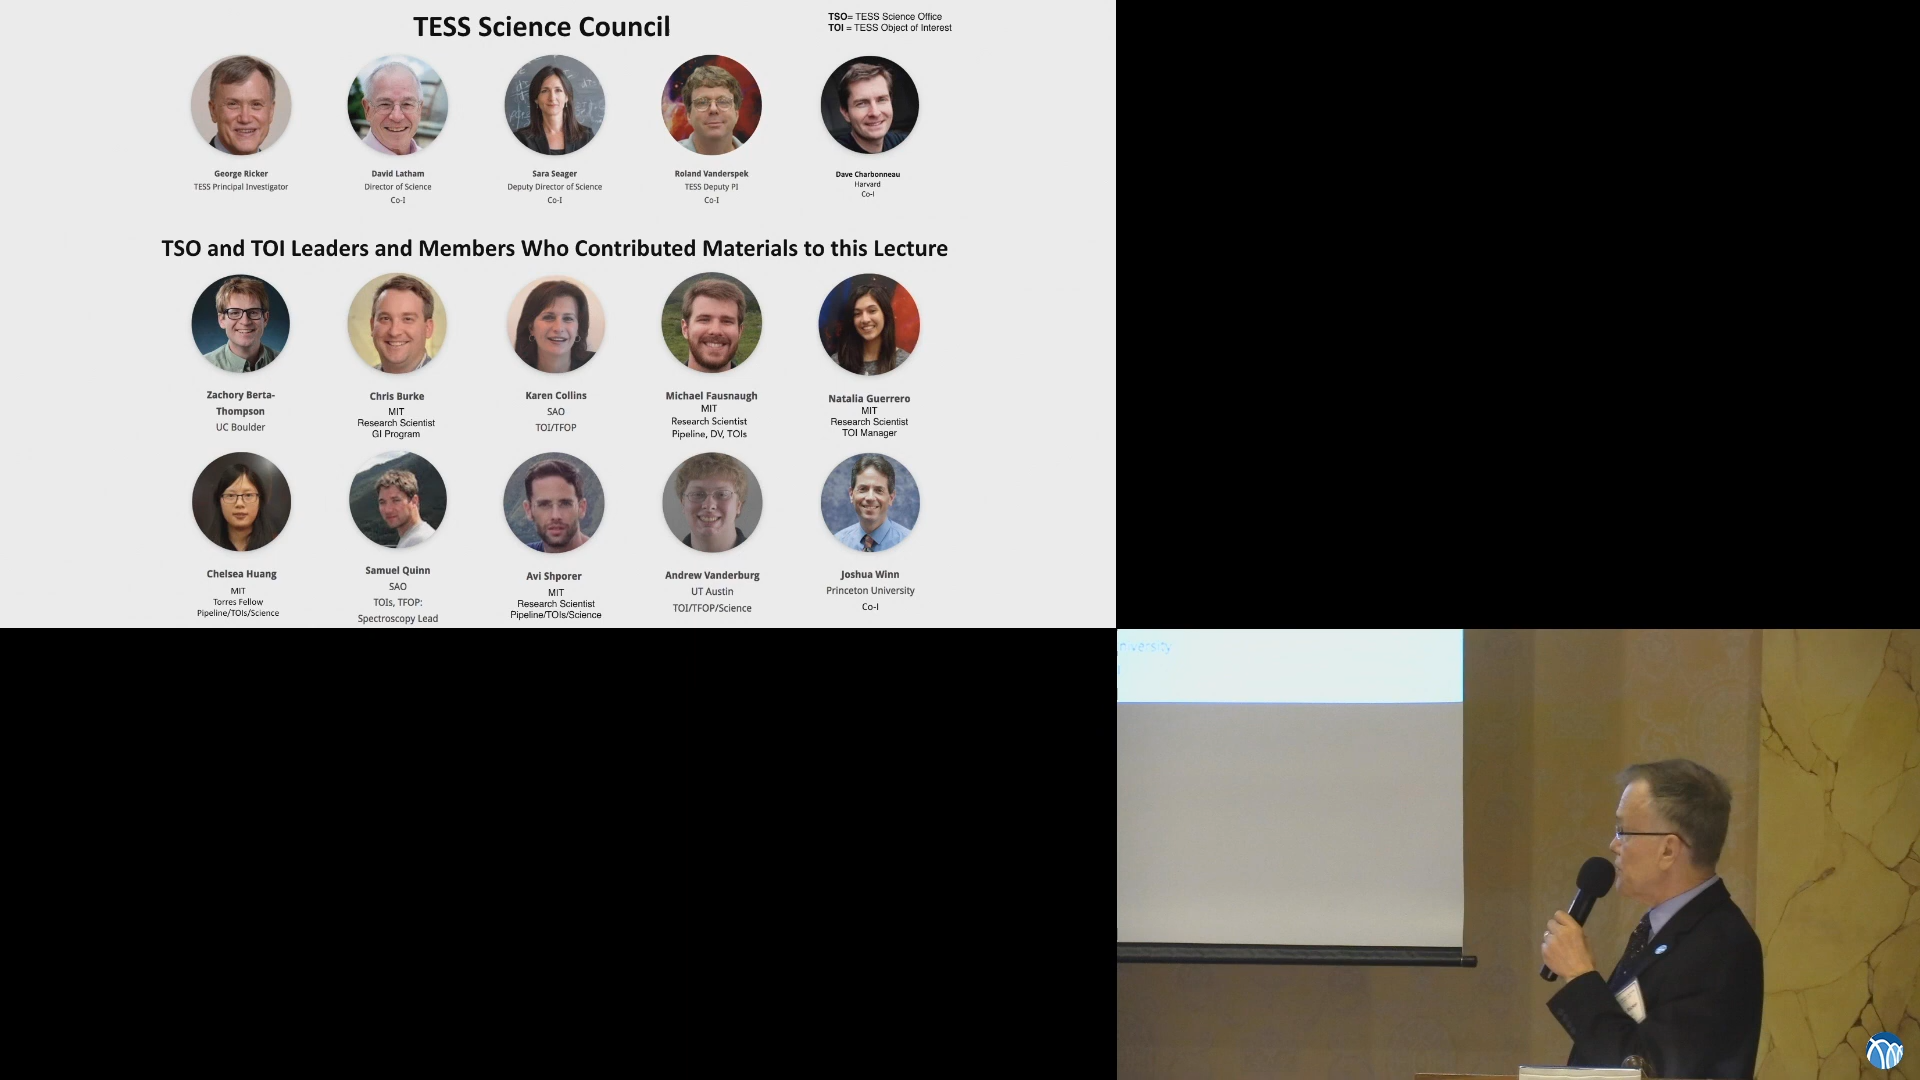 TESS Science Council
TSO= TESS Science Office
TOI = TESS Object of Interest
George Ricker
TESS Principal Investigator
David Latham
Director of Science
Co-I
Sara Seager
Deputy Director of Science
Co-I
Roland Vanderspek
TESS Deputy PI
Co-I
Dave Charbonneau
Harvard
Co-I
TSO and TOI Leaders and Members Who Contributed Materials to this Lecture
Zachory Berta-
Thompson
UC Boulder
Chris Burke
MIT
Research Scientist
GI Program
Karen Collins
SAO
TOI/TFOP
Michael Fausnaugh
MIT
Research Scientist
Pipeline, DV, TOIs
Natalia Guerrero
MIT
Research Scientist
TOI Manager
Chelsea Huang
MIT
Torres Fellow
Pipeline/TOIs/Science
Samuel Quinn
SAO
TOIs, TFOP:
Spectroscopy Lead
Avi Shporer
MIT
Research Scientist
Pipeline/TOIs/Science
Andrew Vanderburg
UT Austin
TOI/TFOP/Science
Joshua Winn
Princeton University
Co-I
niversity